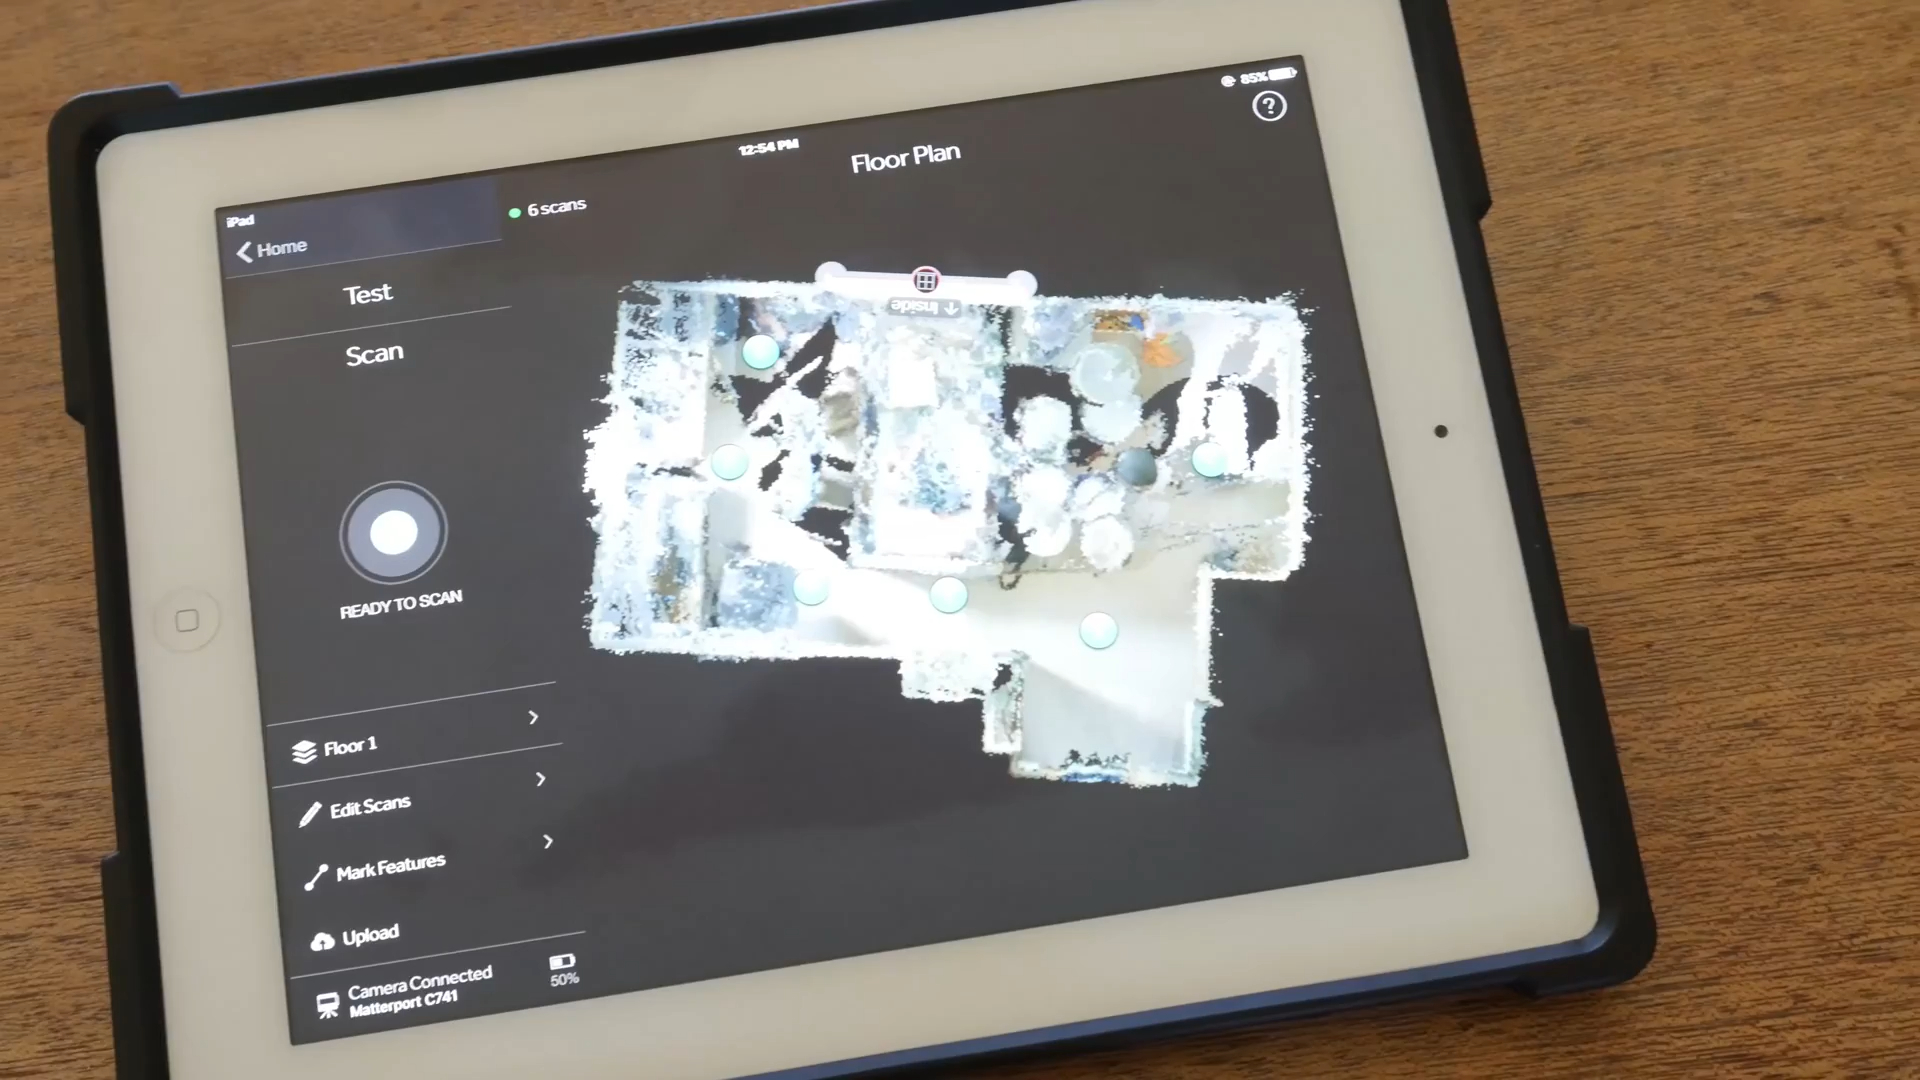 85%
12:54 PM
Floor Plan
iPad
6 scans
Home
Test
Inside
Scan
READY TO SCAN
Floor 1
Edit Scans
Mark Features
Upload
Camera Connected
Matterport C741
50%